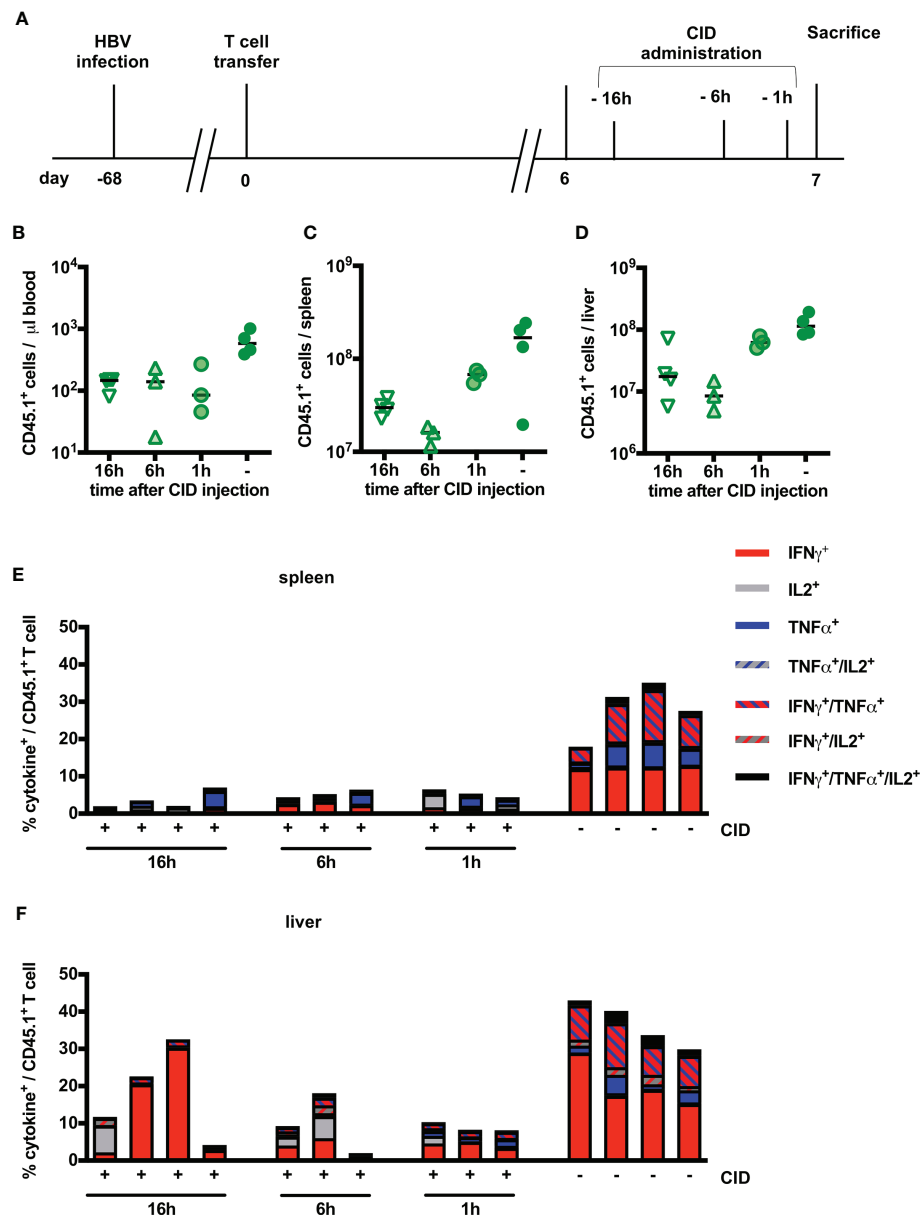 A
HBV
infection
T cell
transfer
CID
administration
Sacrifice
- 16h
- 6h
- 1h
day
-68
0
6
7
B
CD45.1⁺ cells / µl blood
10⁴
10³
10²
10¹
16h 6h 1h -
time after CID injection
C
CD45.1⁺ cells / spleen
10⁹
10⁸
10⁷
16h 6h 1h -
time after CID injection
D
CD45.1⁺ cells / liver
10⁹
10⁸
10⁷
10⁶
16h 6h 1h -
time after CID injection
E
spleen
% cytokine⁺ / CD45.1⁺ T cell
50
40
30
20
10
0
+ + + + + + + + + + - - - - CID
16h 6h 1h
IFNγ⁺
IL2⁺
TNFα⁺
TNFα⁺/IL2⁺
IFNγ⁺/TNFα⁺
IFNγ⁺/IL2⁺
IFNγ⁺/TNFα⁺/IL2⁺
F
liver
% cytokine⁺ / CD45.1⁺ T cell
50
40
30
20
10
0
+ + + + + + + + + + - - - - CID
16h 6h 1h